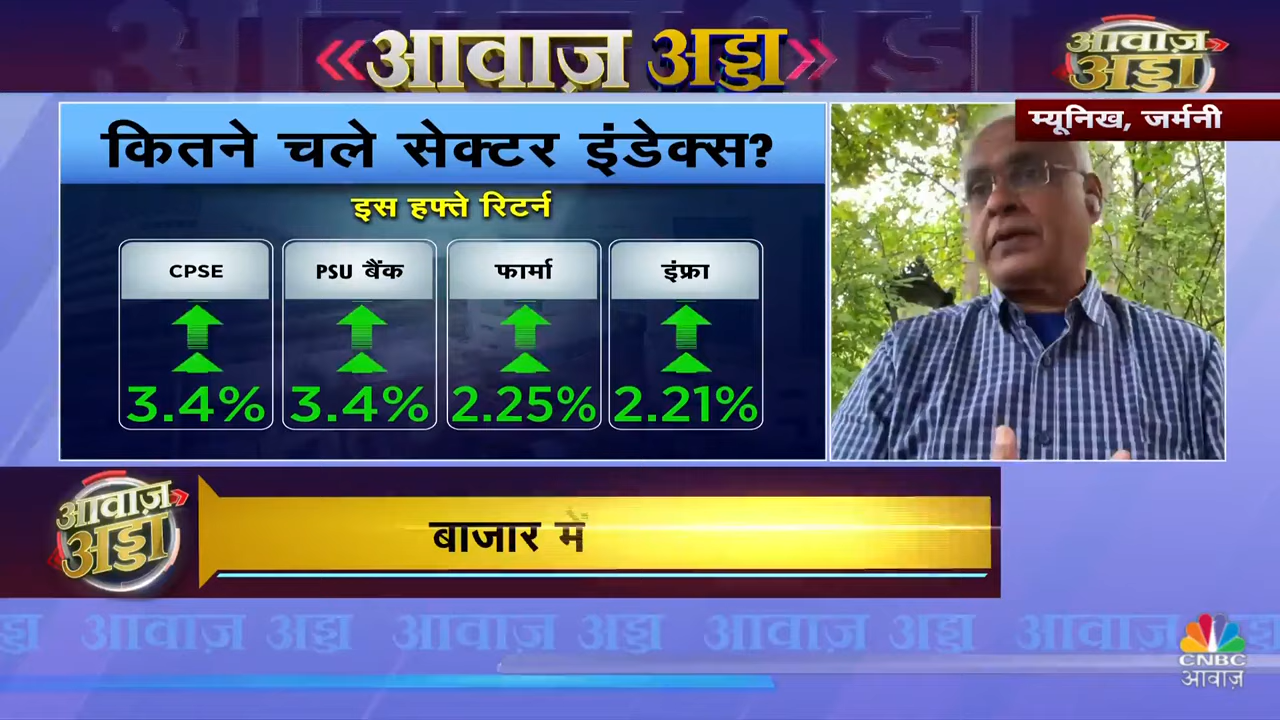 आवाज़ अड्डा
आवाज़
अड्डा
म्यूनिख, जर्मनी
कितने चले सेक्टर इंडेक्स?
इस हफ्ते रिटर्न
CPSE PSU बैंक फार्मा इंफ्रा
3.4% 3.4% 2.25% 2.21%
आवाज़
अड्डा
बाजार में
आवाज़ अड्डा आवाज़ अड्डा आवाज़ अड्डा आवाज़
CNBC
आवाज़